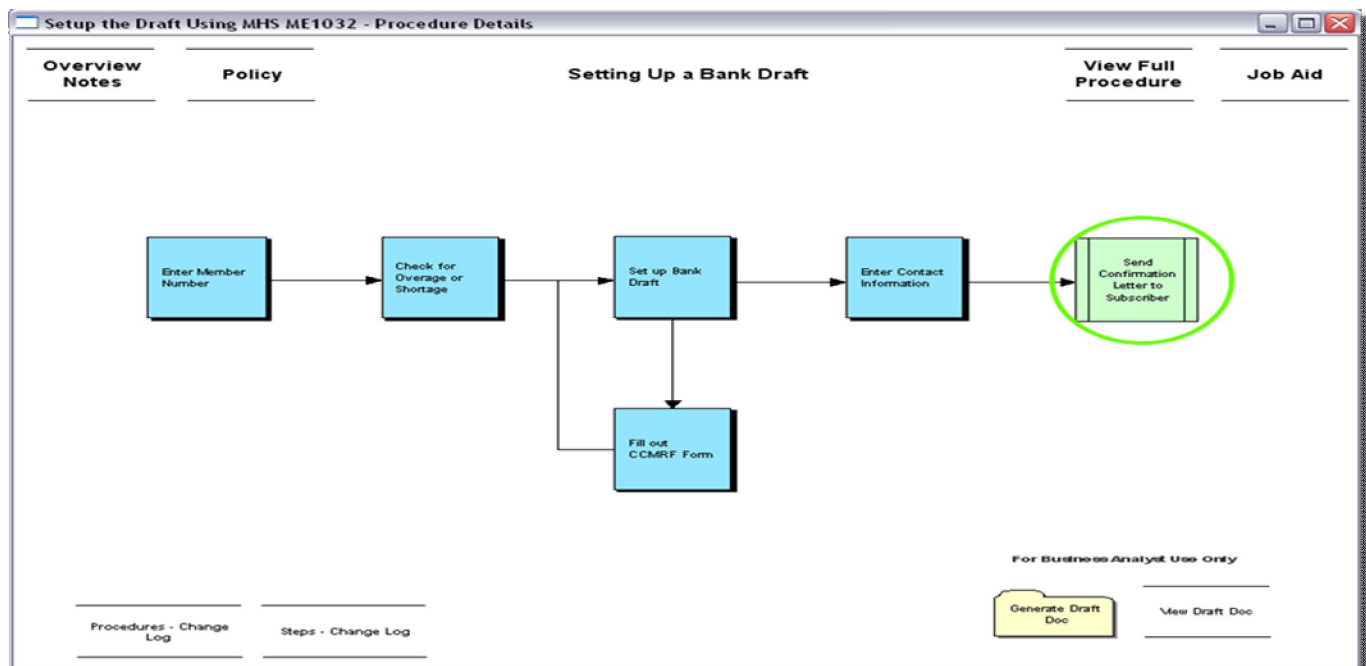 Setup the Draft Using MHS ME1032 - Procedure Details
Overview
Notes
Policy
Setting Up a Bank Draft
View Full
Procedure
Job Aid
Enter Member
Number
Check for
Overage or
Shortage
Set up Bank
Draft
Enter Contact
Information
Send
Confirmation
Letter to
Subscriber
Fill out
CCMRF Form
For Business Analyst Use Only
Generate Draft
Doc
View Draft Doc
Procedures - Change
Log
Steps - Change Log